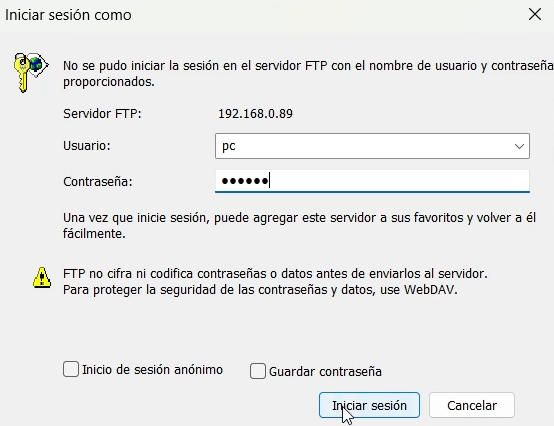 Iniciar sesión como
No se pudo iniciar la sesión en el servidor FTP con el nombre de usuario y contraseña
proporcionados.
Servidor FTP: 192.168.0.89
Usuario: pc
Contraseña: ●●●●●●
Una vez que inicie sesión, puede agregar este servidor a sus favoritos y volver a él
fácilmente.
FTP no cifra ni codifica contraseñas o datos antes de enviarlos al servidor.
Para proteger la seguridad de las contraseñas y datos, use WebDAV.
Inicio de sesión anónimo Guardar contraseña
Iniciar sesión Cancelar